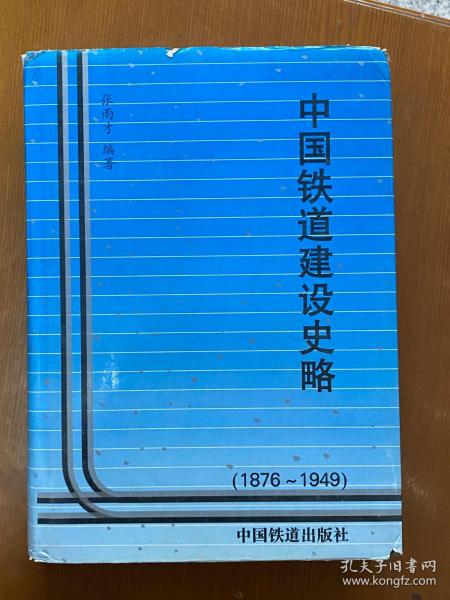 中国铁道建设史略
张雨才 编著
(1876~1949)
中国铁道出版社
孔夫子旧书网
www.kongfz.com